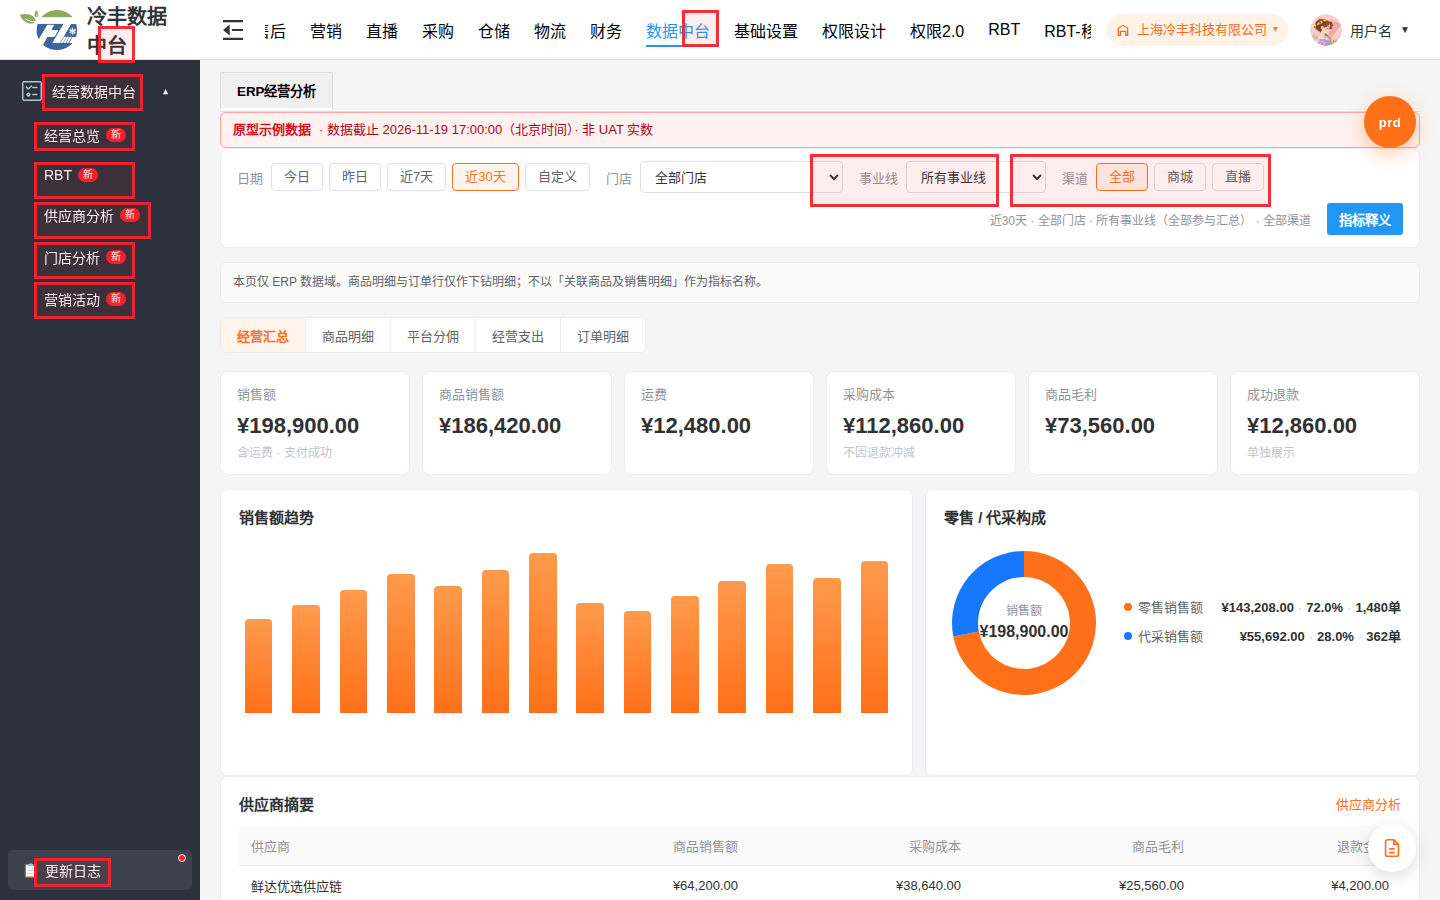 冷丰数据
中台
售后 营销 直播 采购 仓储 物流 财务 数据中台 基础设置 权限设计 权限2.0 RBT RBT-移
上海冷丰科技有限公司
用户名
经营数据中台
经营总览 新
RBT 新
供应商分析 新
门店分析 新
营销活动 新
更新日志
ERP经营分析
原型示例数据 · 数据截止 2026-11-19 17:00:00（北京时间）· 非 UAT 实数
prd
日期 今日 昨日 近7天 近30天 自定义 门店 全部门店 事业线 所有事业线 渠道 全部 商城 直播
近30天 · 全部门店 · 所有事业线（全部参与汇总） · 全部渠道 指标释义
本页仅 ERP 数据域。商品明细与订单行仅作下钻明细；不以「关联商品及销售明细」作为指标名称。
经营汇总 商品明细 平台分佣 经营支出 订单明细
销售额
¥198,900.00
含运费 · 支付成功
商品销售额
¥186,420.00
运费
¥12,480.00
采购成本
¥112,860.00
不因退款冲减
商品毛利
¥73,560.00
成功退款
¥12,860.00
单独展示
销售额趋势
零售 / 代采构成
销售额
¥198,900.00
零售销售额 ¥143,208.00 · 72.0% · 1,480单
代采销售额 ¥55,692.00 · 28.0% · 362单
供应商摘要
供应商分析
供应商 商品销售额 采购成本 商品毛利 退款
鲜达优选供应链 ¥64,200.00 ¥38,640.00 ¥25,560.00 ¥4,200.00